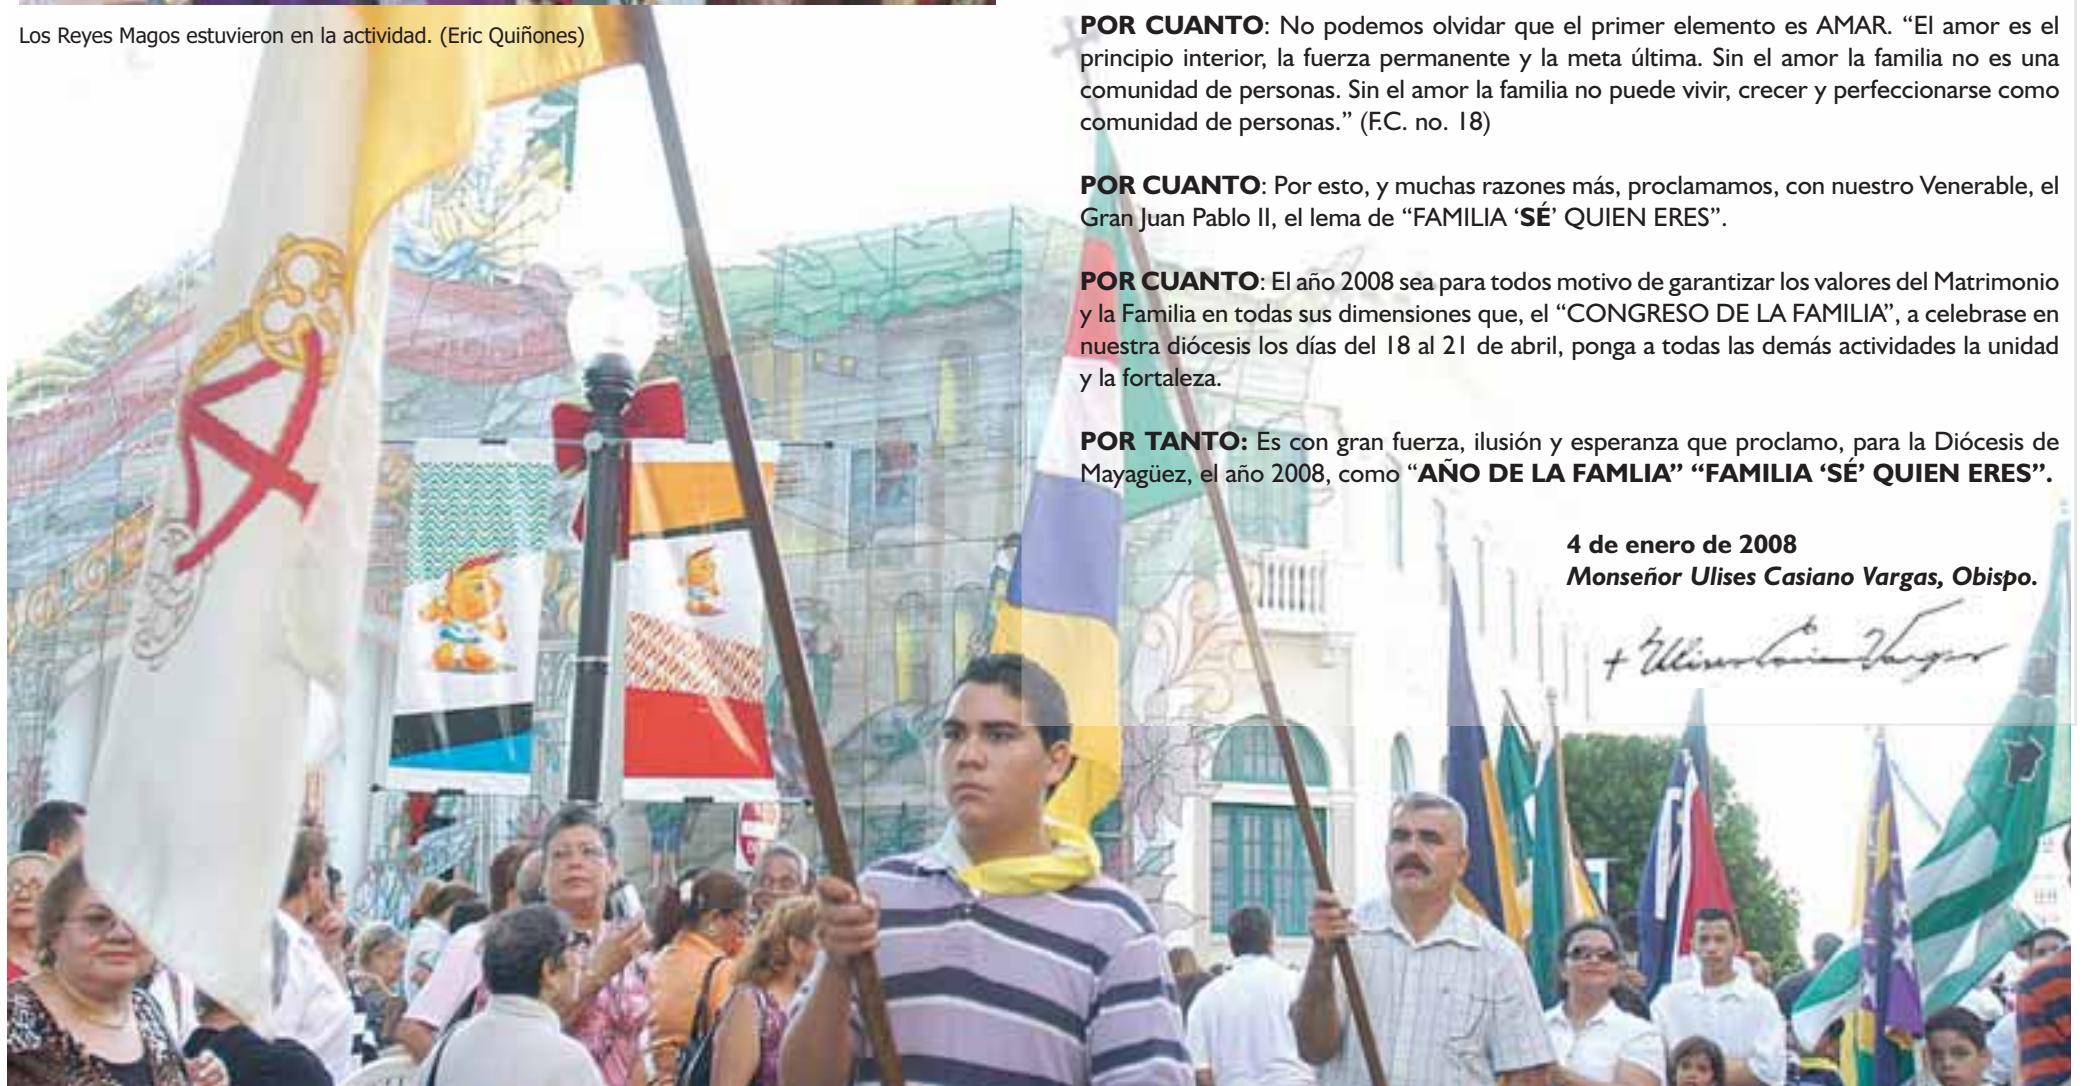 Los Reyes Magos estuvieron en la actividad. (Eric Quiñones)
POR CUANTO: No podemos olvidar que el primer elemento es AMAR. “El amor es el
principio interior, la fuerza permanente y la meta última. Sin el amor la familia no es una
comunidad de personas. Sin el amor la familia no puede vivir, crecer y perfeccionarse como
comunidad de personas.” (F.C. no. 18)
POR CUANTO: Por esto, y muchas razones más, proclamamos, con nuestro Venerable, el
Gran Juan Pablo II, el lema de “FAMILIA ‘SÉ’ QUIEN ERES”.
POR CUANTO: El año 2008 sea para todos motivo de garantizar los valores del Matrimonio
y la Familia en todas sus dimensiones que, el “CONGRESO DE LA FAMILIA”, a celebrase en
nuestra diócesis los días del 18 al 21 de abril, ponga a todas las demás actividades la unidad
y la fortaleza.
POR TANTO: Es con gran fuerza, ilusión y esperanza que proclamo, para la Diócesis de
Mayagüez, el año 2008, como “AÑO DE LA FAMLIA” “FAMILIA ‘SÉ’ QUIEN ERES”.
4 de enero de 2008
Monseñor Ulises Casiano Vargas, Obispo.
+ Ulises Casiano Vargas